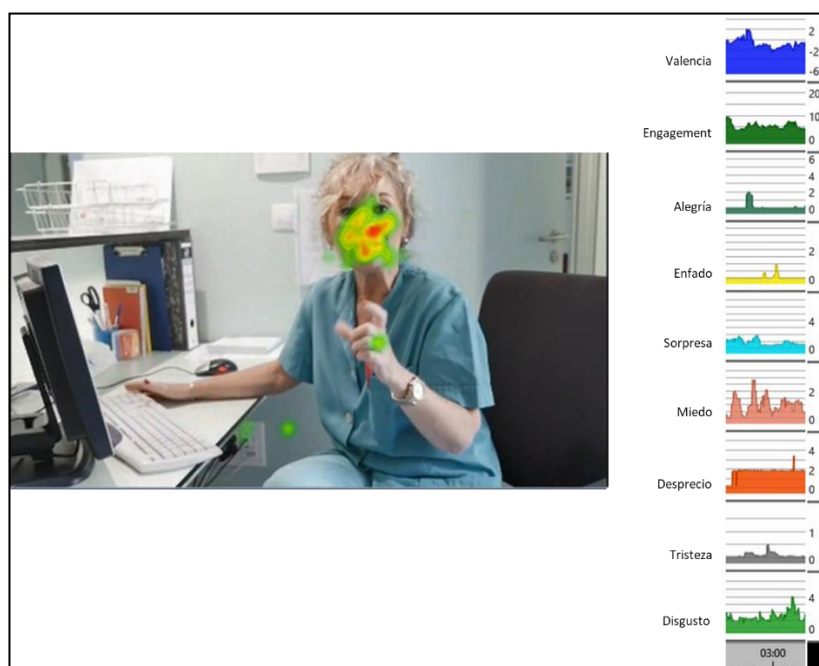 Valencia
2
-2
-6
Engagement
20
10
0
Alegría
6
4
2
0
Enfado
2
0
Sorpresa
4
0
Miedo
2
0
Desprecio
4
2
0
Tristeza
1
0
Disgusto
4
0
03:00